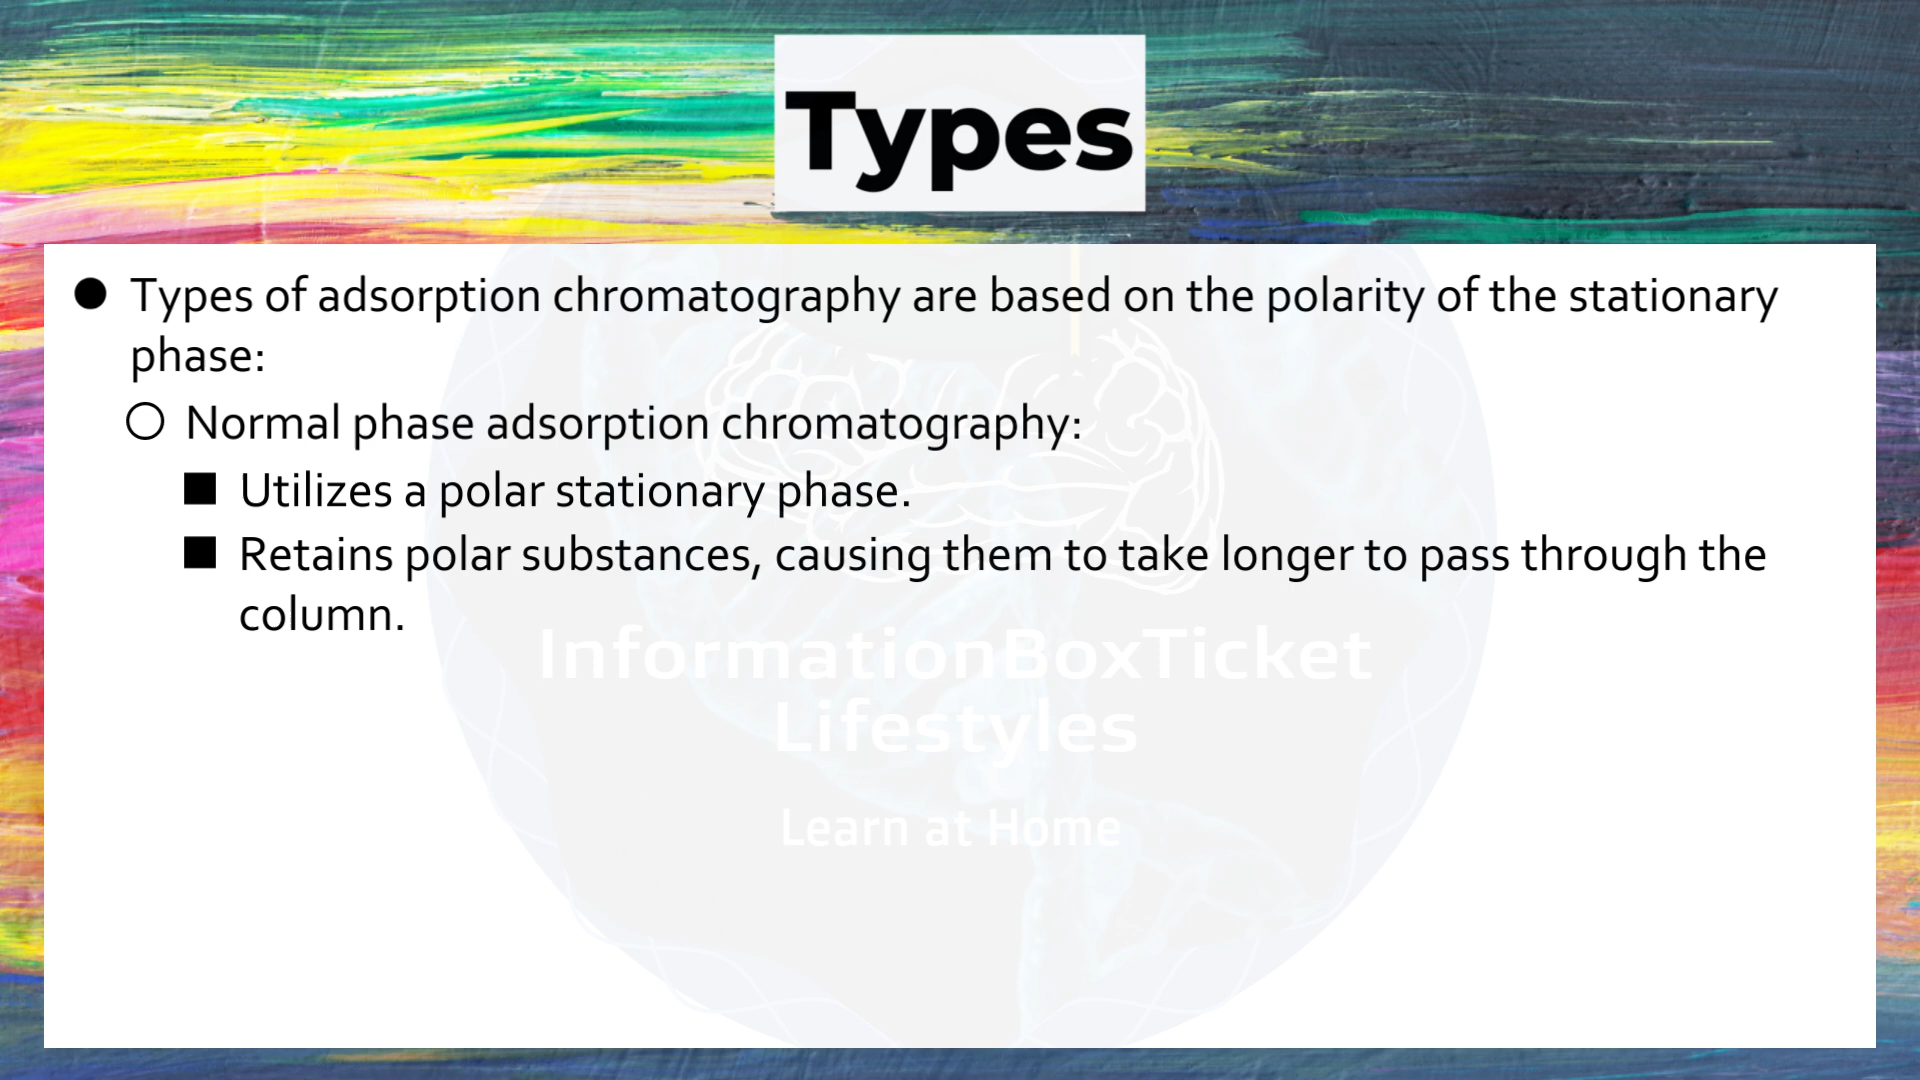 Types
● Types of adsorption chromatography are based on the polarity of the stationary
phase:
○ Normal phase adsorption chromatography:
■ Utilizes a polar stationary phase.
■ Retains polar substances, causing them to take longer to pass through the
column.
InformationBoxTicket
Lifestyles
Learn at Home